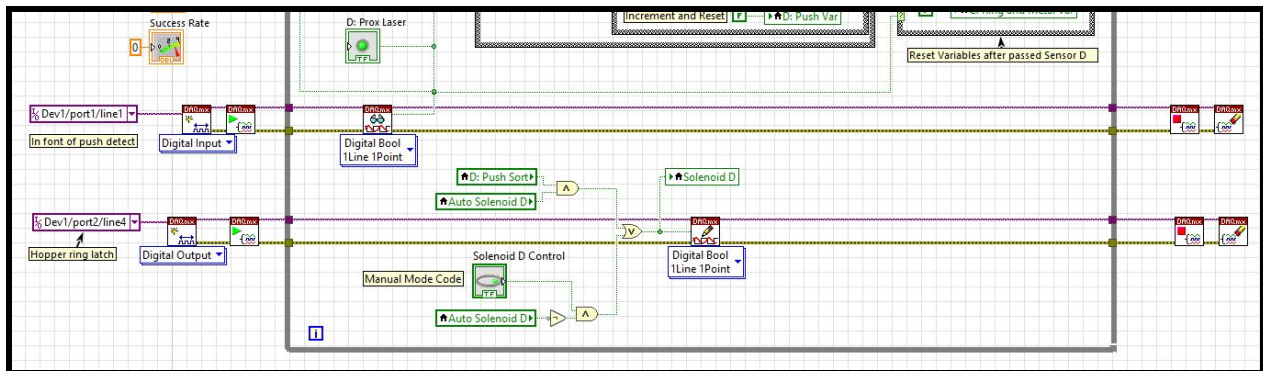 Success Rate
0
D: Prox Laser
TF
Increment and Reset
F
D: Push Var
Reset Variables after passed Sensor D
Dev1/port1/line1
In font of push detect
DAQmx
DAQmx
Digital Input
DAQmx
Digital Bool
1Line 1Point
DAQmx
DAQmx
D: Push Sort
Auto Solenoid D
Solenoid D
Dev1/port2/line4
Hopper ring latch
DAQmx
DAQmx
Digital Output
DAQmx
Digital Bool
1Line 1Point
DAQmx
DAQmx
Solenoid D Control
Manual Mode Code
TF
Auto Solenoid D
i